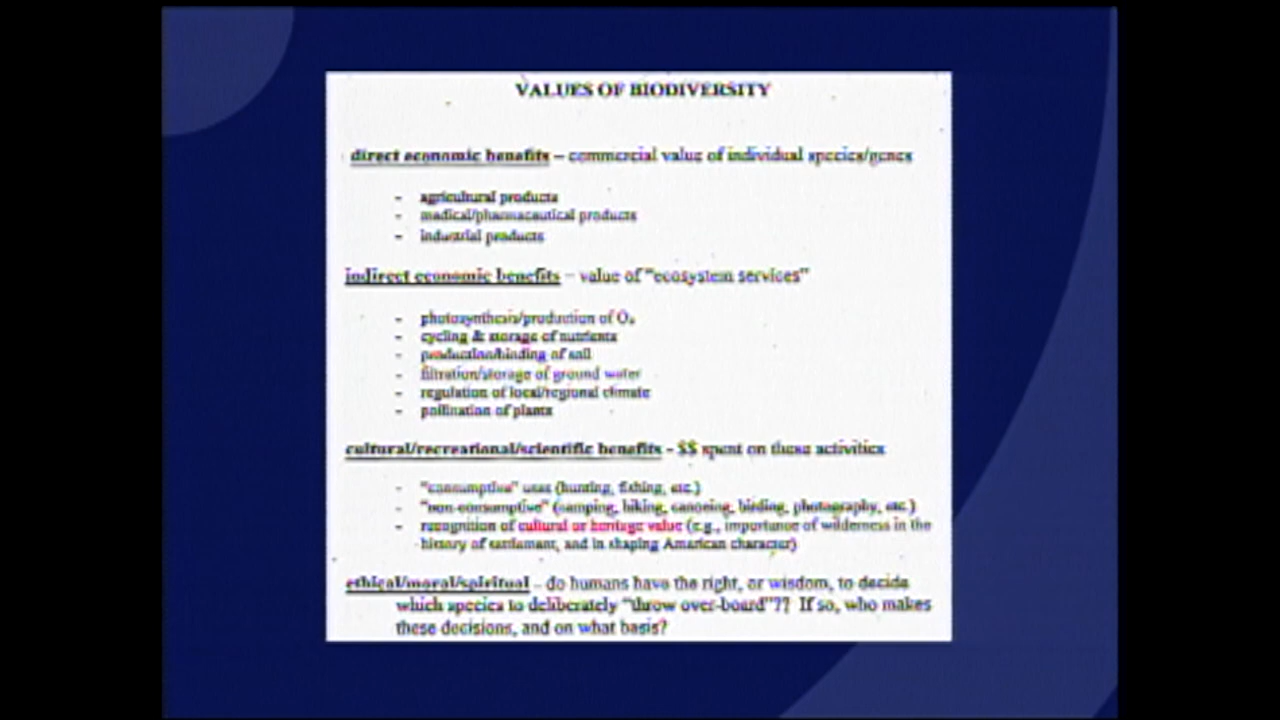 VALUES OF BIODIVERSITY
direct economic benefits – commercial value of individual species/genes
- agricultural products
- medical/pharmaceutical products
- industrial products
indirect economic benefits – value of "ecosystem services"
- photosynthesis/production of O₂
- cycling & storage of nutrients
- production/binding of soil
- filtration/storage of ground water
- regulation of local/regional climate
- pollination of plants
cultural/recreational/scientific benefits - $$ spent on these activities
- "consumptive" uses (hunting, fishing, etc.)
- "non-consumptive" (camping, hiking, canoeing, birding, photography, etc.)
- recognition of cultural or heritage value (e.g., importance of wilderness in the
history of settlement, and in shaping American character)
ethical/moral/spiritual – do humans have the right, or wisdom, to decide
which species to deliberately "throw over-board"?? If so, who makes
these decisions, and on what basis?